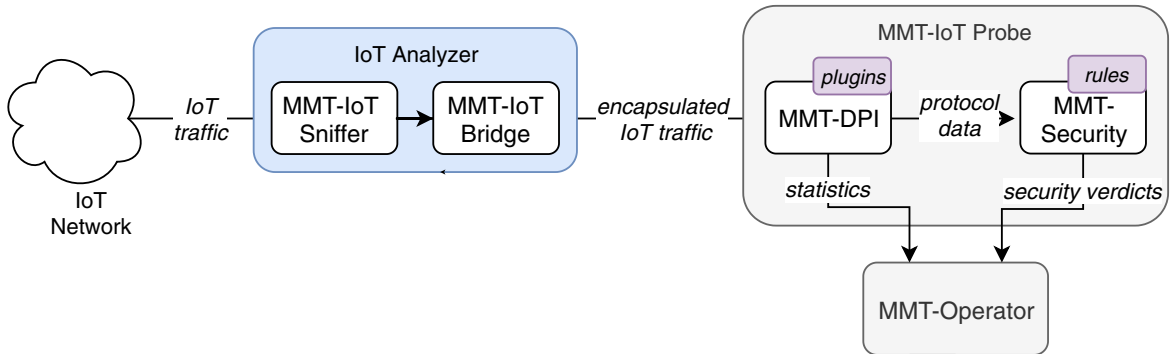 IoT
Network
IoT
traffic
IoT Analyzer
MMT-IoT
Sniffer
MMT-IoT
Bridge
encapsulated
IoT traffic
MMT-IoT Probe
plugins
MMT-DPI
protocol
data
rules
MMT-
Security
statistics
security verdicts
MMT-Operator